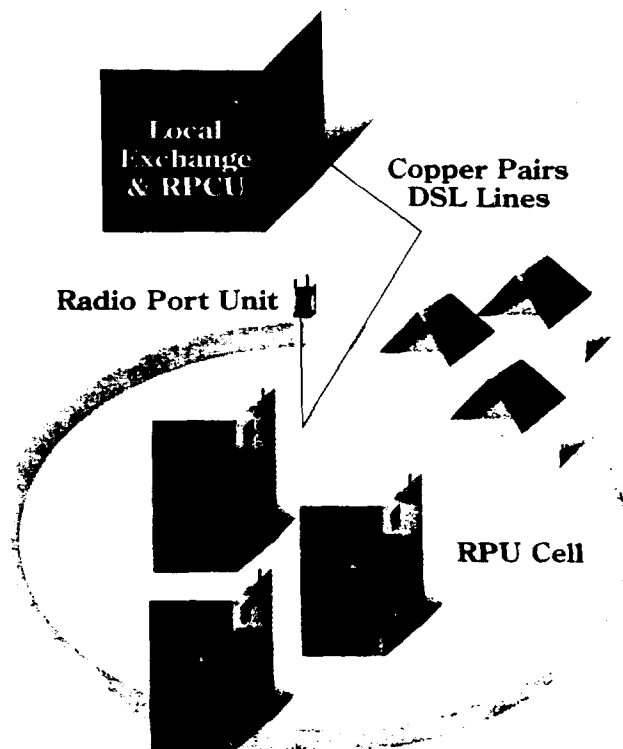 Local
Exchange
& RPCU
Copper Pairs
DSL Lines
Radio Port Unit
RPU Cell